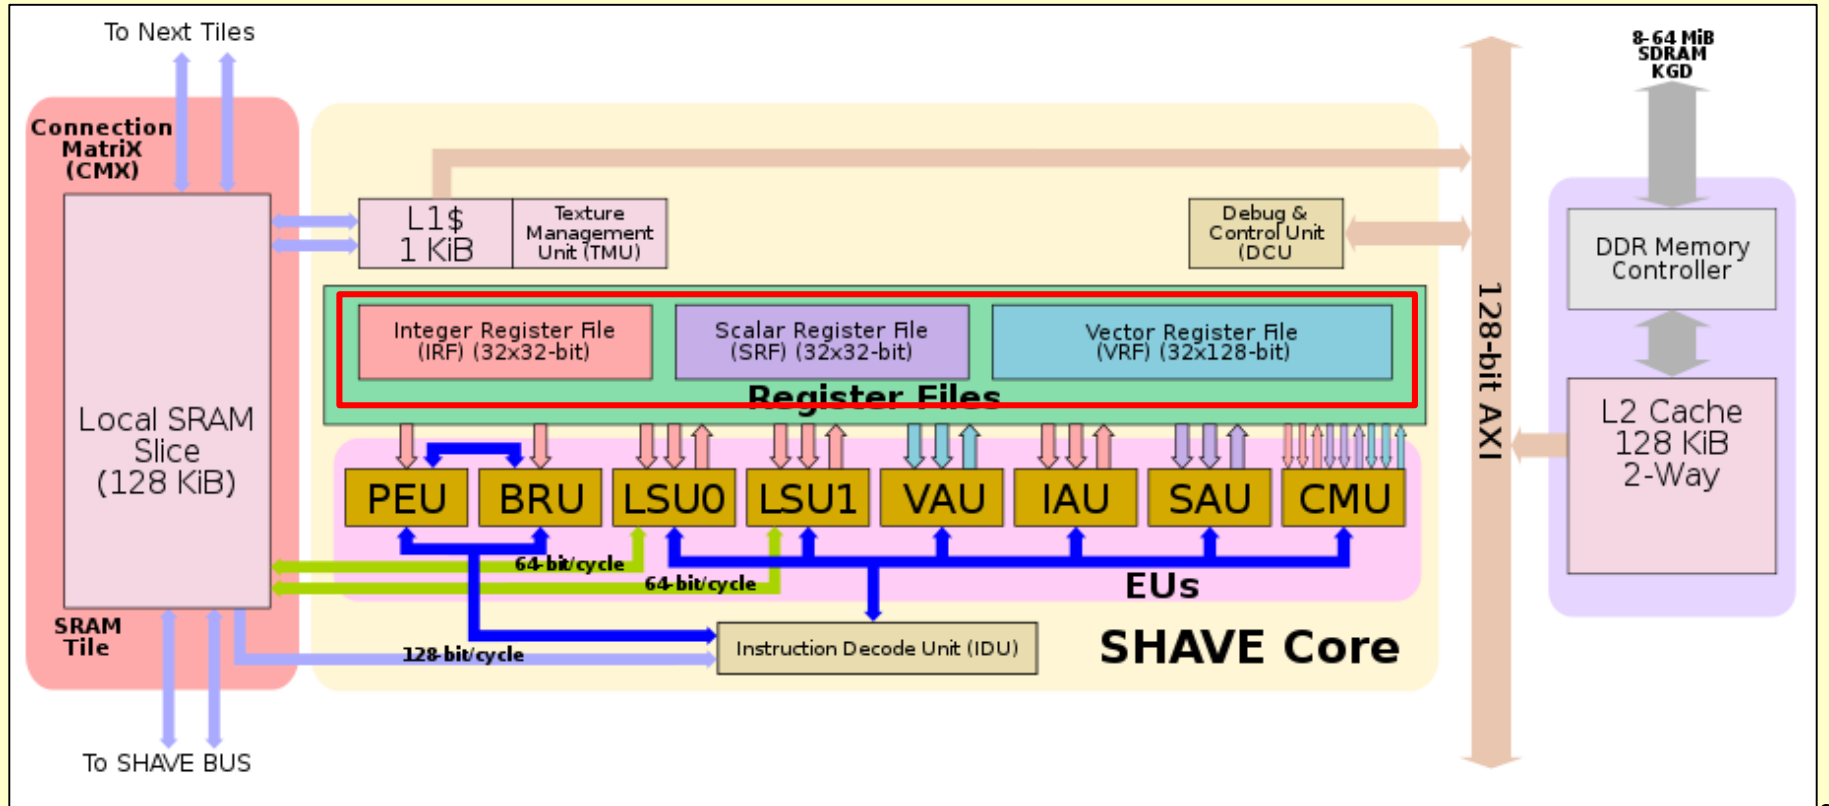 To Next Tiles
8-64 MiB
SDRAM
KGD
Connection
MatriX
(CMX)
L1$
1 KiB
Texture
Management
Unit (TMU)
Debug &
Control Unit
(DCU
DDR Memory
Controller
Integer Register File
(IRF) (32x32-bit)
Scalar Register File
(SRF) (32x32-bit)
Vector Register File
(VRF) (32x128-bit)
Register Files
128-bit AXI
Local SRAM
Slice
(128 KiB)
L2 Cache
128 KiB
2-Way
PEU
BRU
LSU0
LSU1
VAU
IAU
SAU
CMU
64-bit/cycle
64-bit/cycle
EUs
SRAM
Tile
128-bit/cycle
Instruction Decode Unit (IDU)
SHAVE Core
To SHAVE BUS